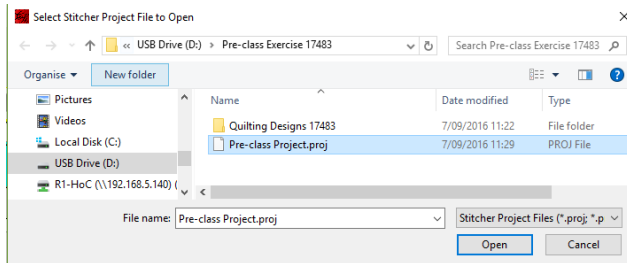 Select Stitcher Project File to Open
« USB Drive (D:) › Pre-class Exercise 17483
Search Pre-class Exercise 17483
Organise New folder
Pictures
Videos
Local Disk (C:)
USB Drive (D:)
R1-HoC (\\192.168.5.140) (
Name Date modified Type
Quilting Designs 17483 7/09/2016 11:22 File folder
Pre-class Project.proj 7/09/2016 11:29 PROJ File
File name: Pre-class Project.proj Stitcher Project Files (*.proj; *.p
Open Cancel